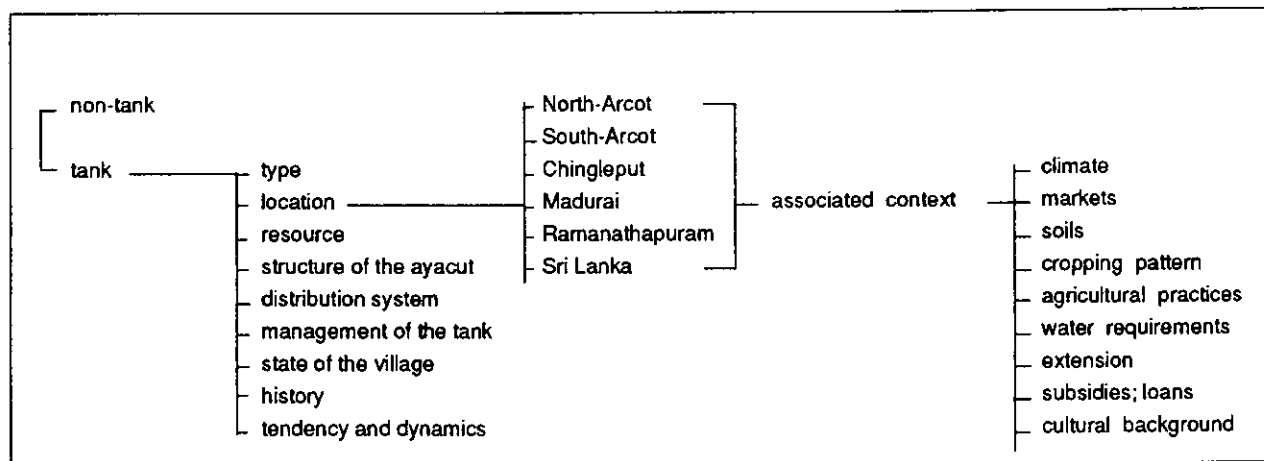 non-tank
tank
type
location
resource
structure of the ayacut
distribution system
management of the tank
state of the village
history
tendency and dynamics
North-Arcot
South-Arcot
Chingleput
Madurai
Ramanathapuram
Sri Lanka
associated context
climate
markets
soils
cropping pattern
agricultural practices
water requirements
extension
subsidies; loans
cultural background